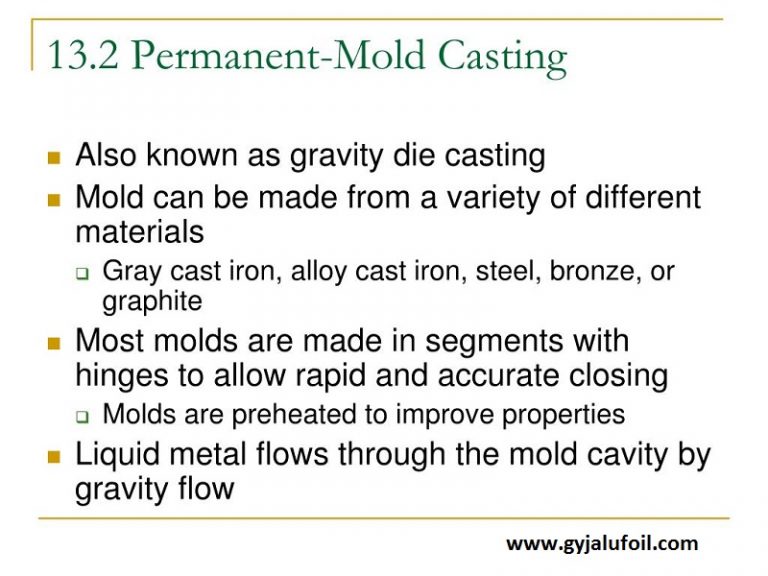 13.2 Permanent-Mold Casting
Also known as gravity die casting
Mold can be made from a variety of different
materials
Gray cast iron, alloy cast iron, steel, bronze, or
graphite
Most molds are made in segments with
hinges to allow rapid and accurate closing
Molds are preheated to improve properties
Liquid metal flows through the mold cavity by
gravity flow
www.gyjalufoil.com